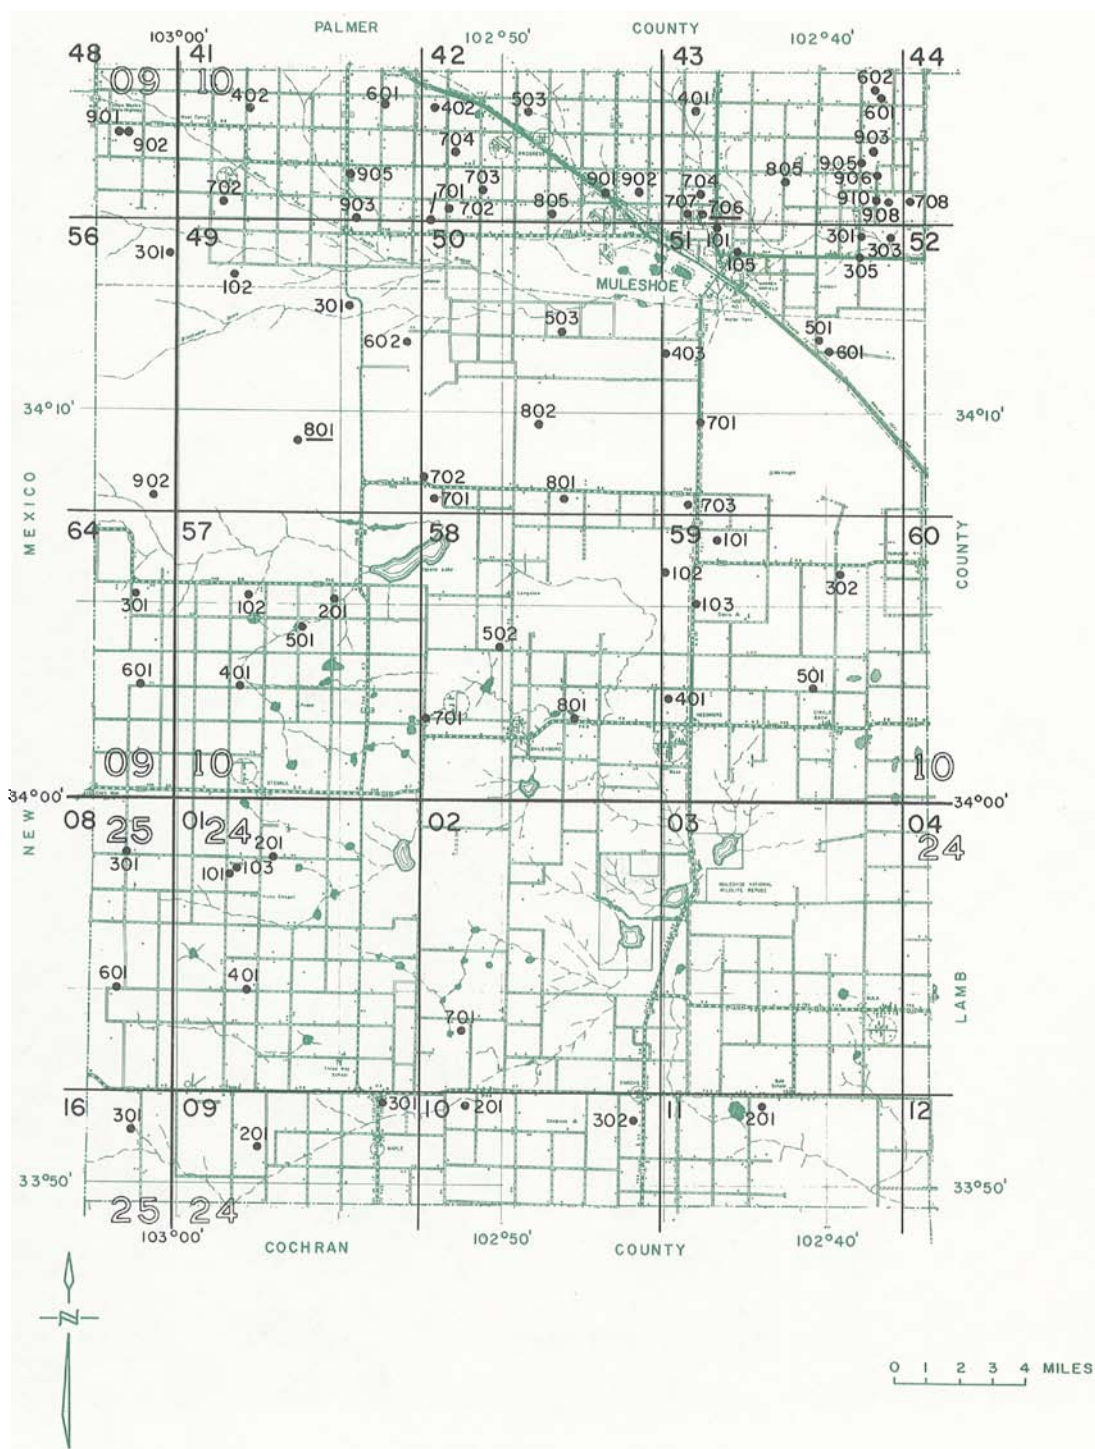 PALMER COUNTY
103°00' 102°50' 102°40'
48 41 42 43 44
09 10
402 601 402 503 401 602
601
901
902
704 903
905 703 701 901 902 704 805 905
906
702 702 805 707 706 910 708
903 908
56 49 50 51 101 301 303 52
301 105 305
102 MULESHOE
301 503 501
602 403 601
34°10' 802 701 34°10'
801
MEXICO
902 702 801
701 703
64 57 58 59 60
101
COUNTY
102 302
301 102 201 103
501 502
601 401 401 501
701 801
09 10 10
34°00' 34°00'
NEW
08 25 01 24 02 03 04
24
301 201
101 103
MULESHOE NATIONAL
WILDLIFE REFUGE
601 401
LAMB
701
16 09 301 10 201 11 12
301 302 201
201
33°50' 33°50'
25 24
103°00' 102°50' 102°40'
COCHRAN COUNTY
N
0 1 2 3 4 MILES